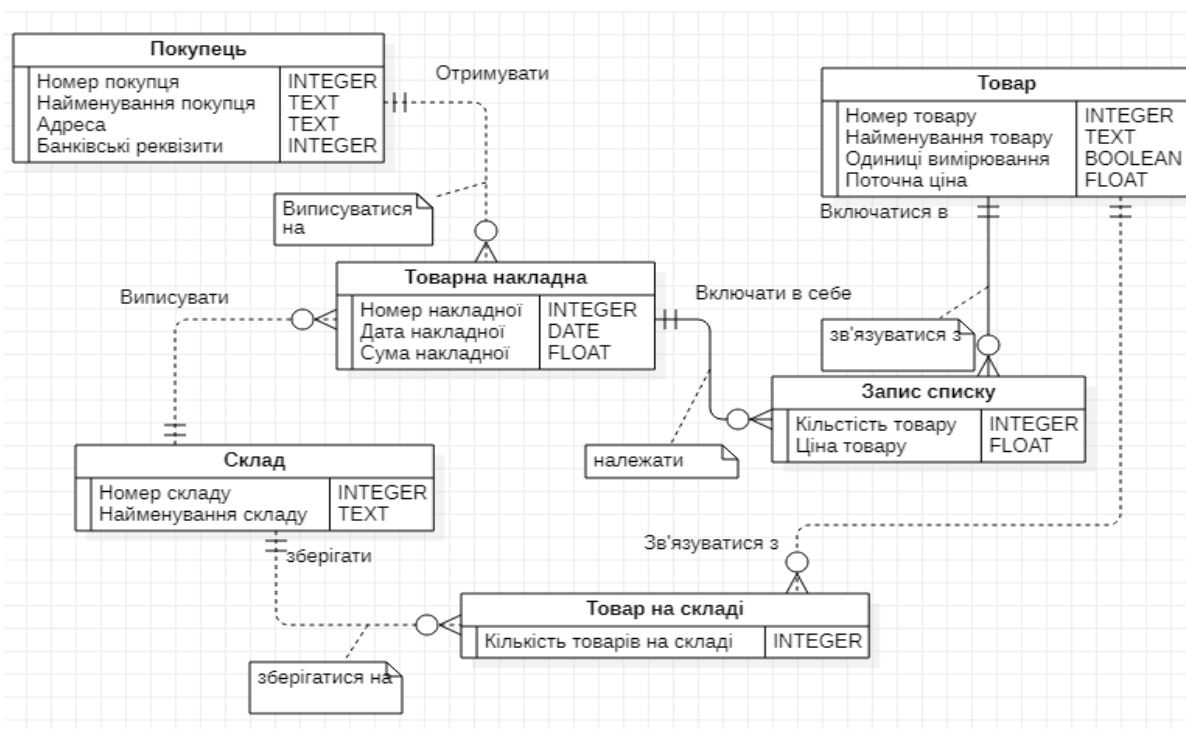 Покупець
Номер покупця INTEGER
Найменування покупця TEXT
Адреса TEXT
Банківські реквізити INTEGER
Отримувати
Товар
Номер товару INTEGER
Найменування товару TEXT
Одиниці вимірювання BOOLEAN
Поточна ціна FLOAT
Виписуватися
на
Включатися в
Товарна накладна
Номер накладної INTEGER
Дата накладної DATE
Сума накладної FLOAT
Виписувати
Включати в себе
зв'язуватися з
Запис списку
Кільстість товару INTEGER
Ціна товару FLOAT
належати
Склад
Номер складу INTEGER
Найменування складу TEXT
зберігати
Зв'язуватися з
Товар на складі
Кількість товарів на складі INTEGER
зберігатися на